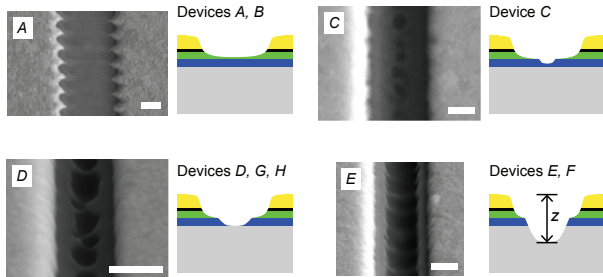 A
Devices A, B
C
Device C
D
Devices D, G, H
E
Devices E, F
z